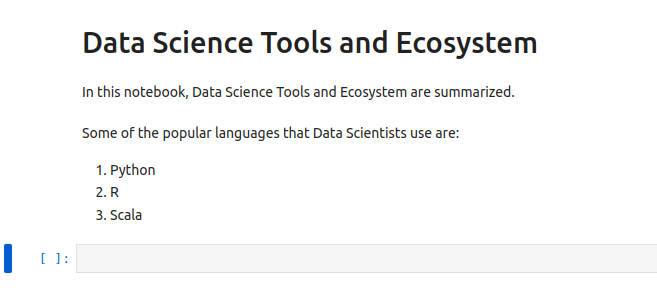 Data Science Tools and Ecosystem
In this notebook, Data Science Tools and Ecosystem are summarized.
Some of the popular languages that Data Scientists use are:
1. Python
2. R
3. Scala
[ ]: